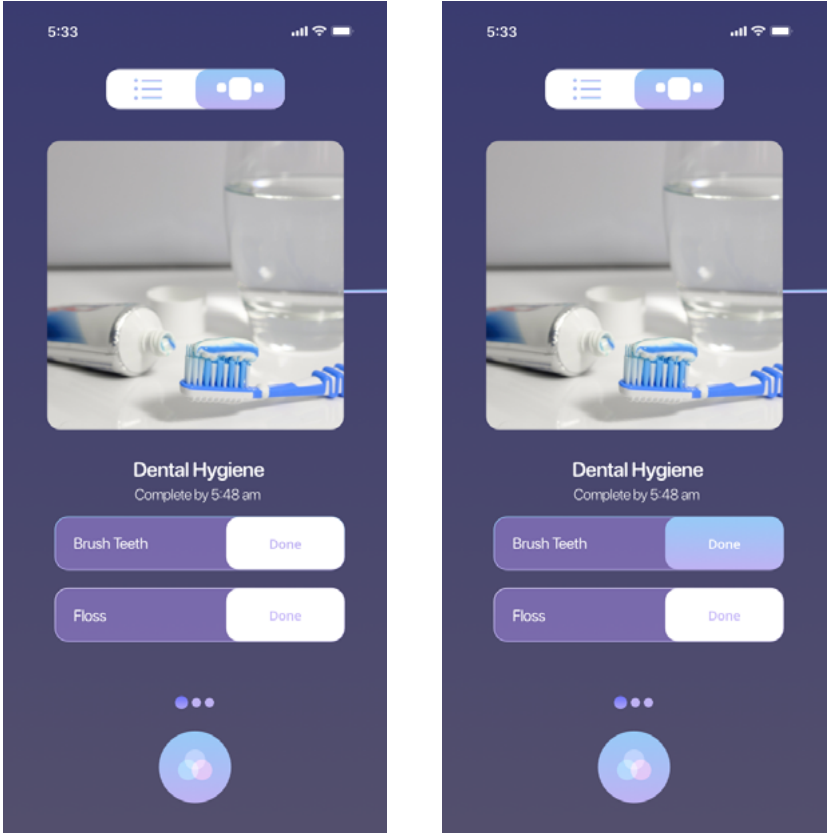 5:33
Dental Hygiene
Complete by 5:48 am
Brush Teeth
Done
Floss
Done
5:33
Dental Hygiene
Complete by 5:48 am
Brush Teeth
Done
Floss
Done